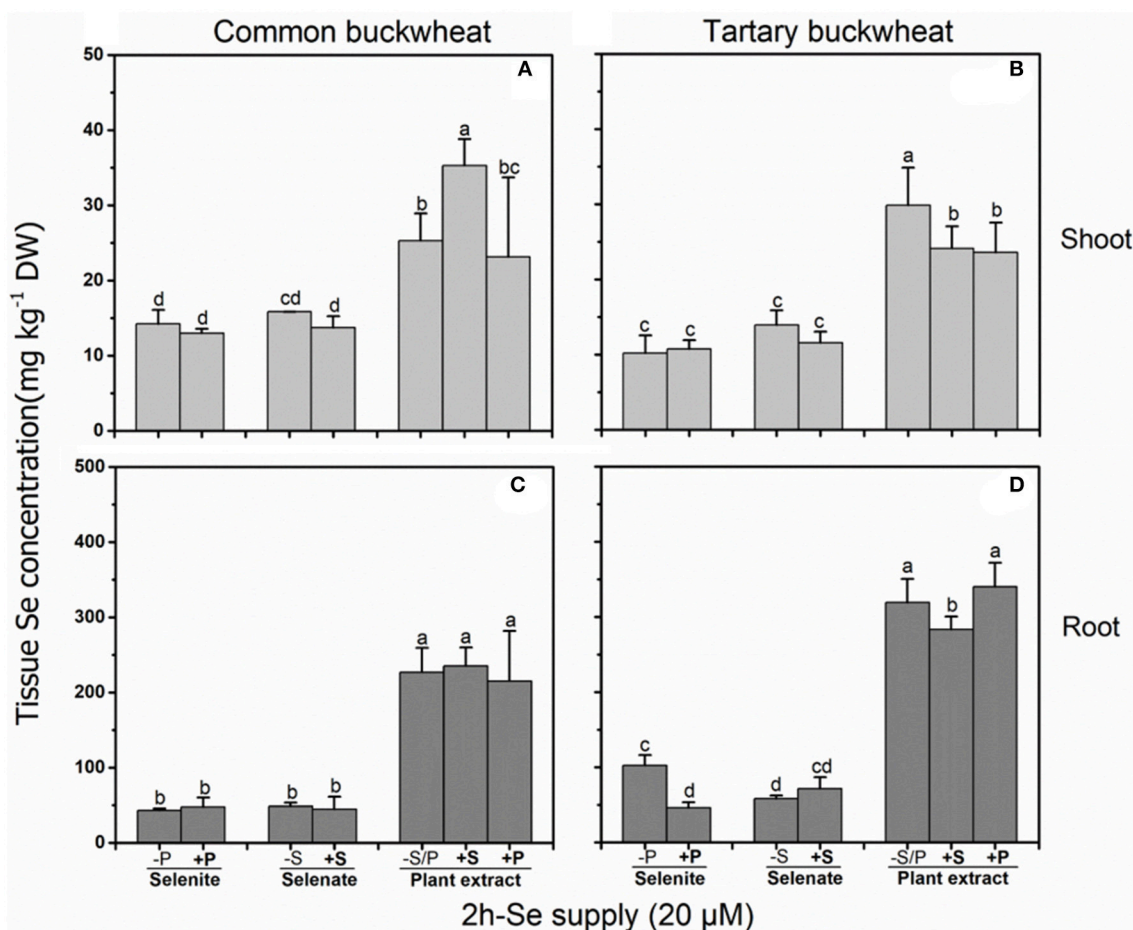 Common buckwheat
Tartary buckwheat
Tissue Se concentration(mg kg⁻¹ DW)
50
40
30
20
10
0
A
d
d
cd
d
b
a
bc
B
c
c
c
c
a
b
b
Shoot
500
400
300
200
100
0
C
b
b
b
b
a
a
a
D
c
d
d
cd
a
b
a
Root
-P +P -S +S -S/P +S +P
Selenite Selenate Plant extract
-P +P -S +S -S/P +S +P
Selenite Selenate Plant extract
2h-Se supply (20 µM)